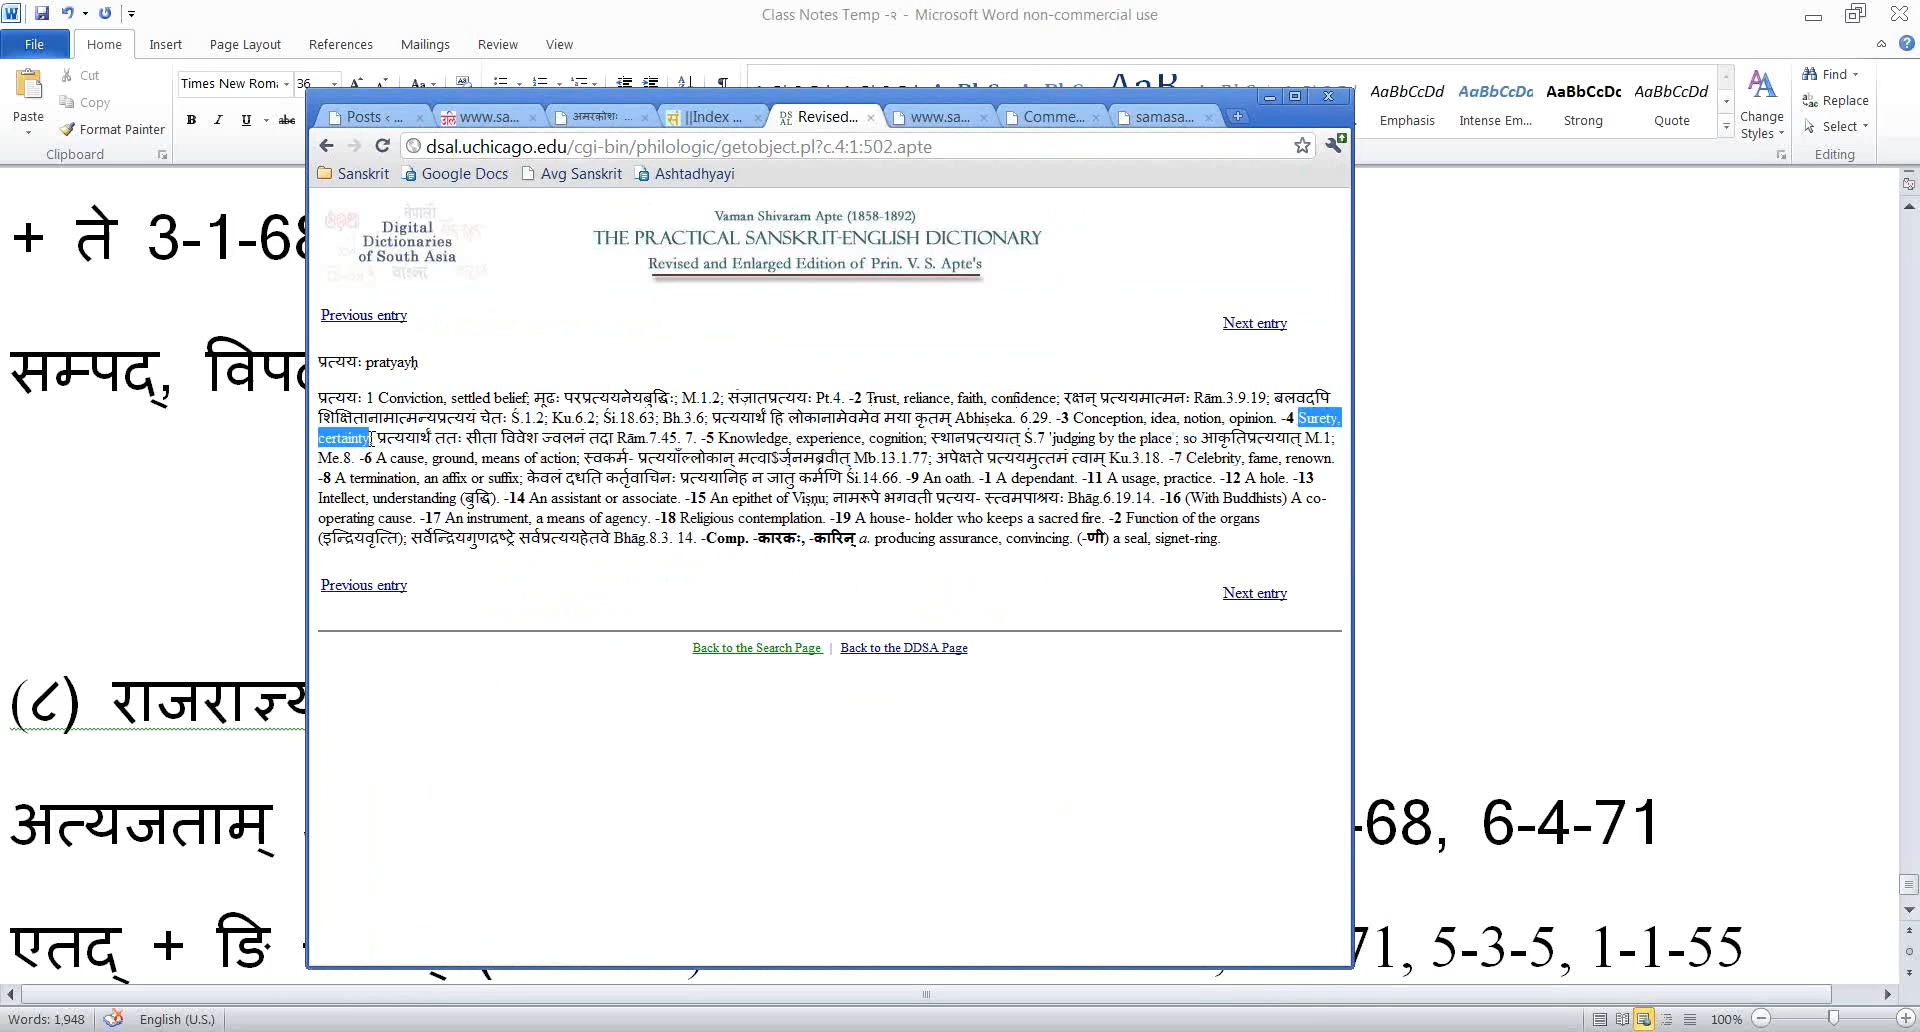 Class Notes Temp -२ - Microsoft Word non-commercial use
File Home Insert Page Layout References Mailings Review View
Paste
Cut
Copy
Format Painter
Clipboard
Times New Roma 36
B I U abc
AaBbCcDd AaBbCcDd AaBbCcDc AaBbCcDd
Emphasis Intense Em... Strong Quote
Change
Styles
Find
Replace
Select
Editing
Posts ‹ ... www.sa... अमरकोशः ... ||Index ... Revised... www.sa... Comme... samasa...
dsal.uchicago.edu/cgi-bin/philologic/getobject.pl?c.4:1:502.apte
Sanskrit Google Docs Avg Sanskrit Ashtadhyayi
नेपाली
Digital
Dictionaries
of South Asia
বাংলা
Vaman Shivaram Apte (1858-1892)
THE PRACTICAL SANSKRIT-ENGLISH DICTIONARY
Revised and Enlarged Edition of Prin. V. S. Apte's
Previous entry
Next entry
प्रत्ययः pratyayḥ
प्रत्ययः 1 Conviction, settled belief; मूढः परप्रत्ययनेयबुद्धिः; M.1.2; संज़ातप्रत्ययः Pt.4. -2 Trust, reliance, faith, confidence; रक्षन् प्रत्ययमात्मनः Rām.3.9.19; बलवदपि
शिक्षितानामात्मन्यप्रत्ययं चेतः Ś.1.2; Ku.6.2; Śi.18.63; Bh.3.6; प्रत्ययार्थं हि लोकानामेवमेव मया कृतम् Abhiṣeka. 6.29. -3 Conception, idea, notion, opinion. -4 Surety,
certainty; प्रत्ययार्थं ततः सीता विवेश ज्वलनं तदा Rām.7.45. 7. -5 Knowledge, experience, cognition; स्थानप्रत्ययात् Ś.7 'judging by the place'; so आकृतिप्रत्ययात् M.1;
Me.8. -6 A cause, ground, means of action; स्वकर्म- प्रत्ययाँल्लोकान् मत्वाऽर्जुनमब्रवीत् Mb.13.1.77; अपेक्षते प्रत्ययमुत्तमं त्वाम् Ku.3.18. -7 Celebrity, fame, renown.
-8 A termination, an affix or suffix; केवलं दधति कर्तृवाचिनः प्रत्ययानिह न जातु कर्मणि Śi.14.66. -9 An oath. -1 A dependant. -11 A usage, practice. -12 A hole. -13
Intellect, understanding (बुद्धि). -14 An assistant or associate. -15 An epithet of Viṣṇu; नामरूपे भगवती प्रत्यय- स्त्वमपाश्रयः Bhāg.6.19.14. -16 (With Buddhists) A co-
operating cause. -17 An instrument, a means of agency. -18 Religious contemplation. -19 A house- holder who keeps a sacred fire. -2 Function of the organs
(इन्द्रियवृत्ति); सर्वेन्द्रियगुणद्रष्ट्रे सर्वप्रत्ययहेतवे Bhāg.8.3. 14. -Comp. -कारकः, -कारिन् a. producing assurance, convincing. (-णी) a seal, signet-ring.
Previous entry
Next entry
Back to the Search Page | Back to the DDSA Page
+ ते 3-1-68
सम्पद्, विपद
(८) राजराज्ञ्य
अत्यजताम् -68, 6-4-71
एतद् + ङि 71, 5-3-5, 1-1-55
Words: 1,948 English (U.S.) 100%